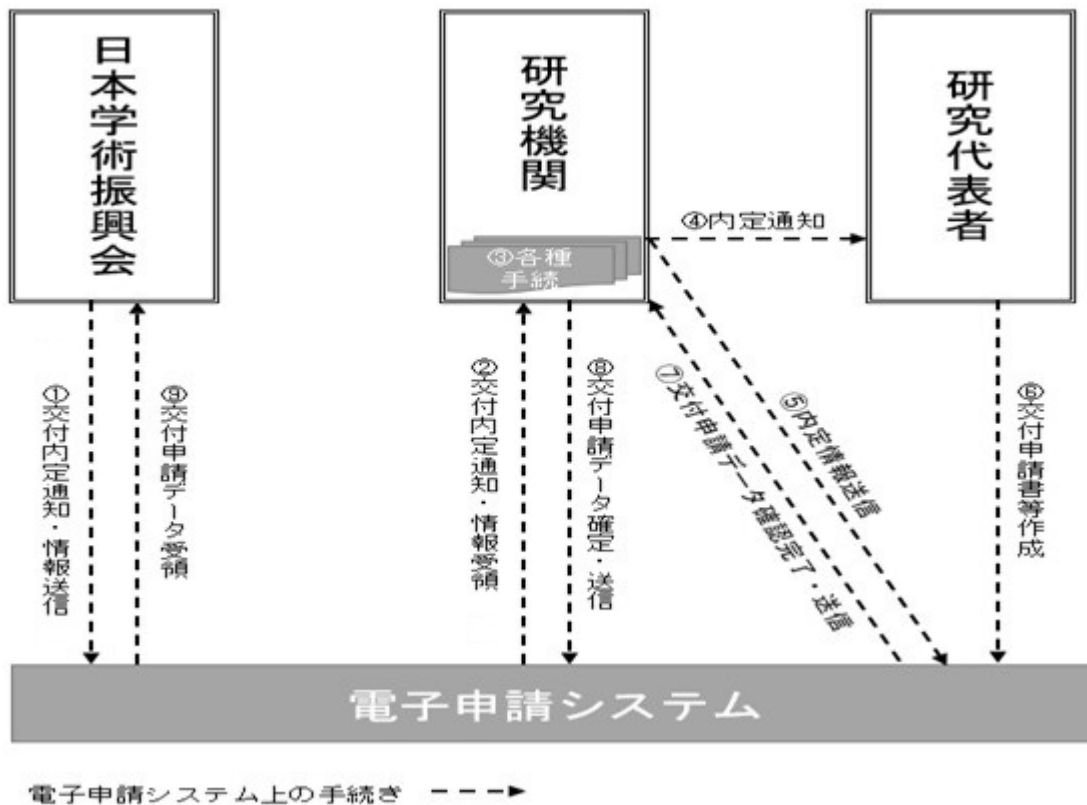 日本学術振興会
研究機関
研究代表者
③各種
手続
④内定通知
①交付内定通知・情報送信
⑨交付申請データ受領
②交付内定通知・情報受領
⑧交付申請データ確定・送信
⑦交付申請データ確認完了・送信
⑤内定情報送信
⑥交付申請書等作成
電子申請システム
電子申請システム上の手続き